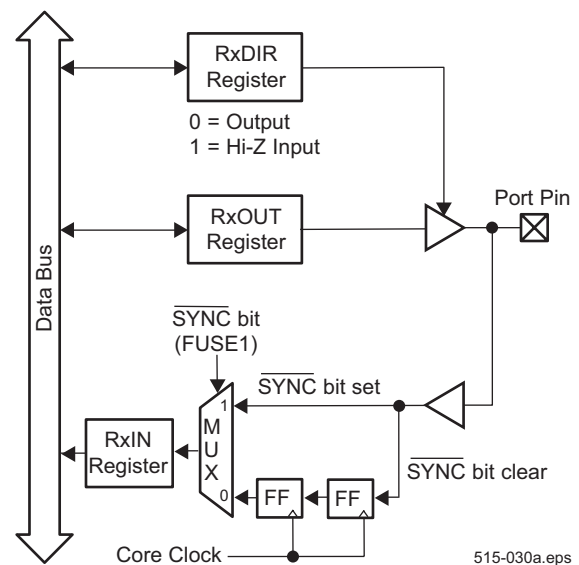 RxDIR
Register
0 = Output
1 = Hi-Z Input
Port Pin
RxOUT
Register
Data Bus
SYNC bit
(FUSE1)
SYNC bit set
1
MUX
0
RxIN
Register
SYNC bit clear
FF
FF
Core Clock
515-030a.eps